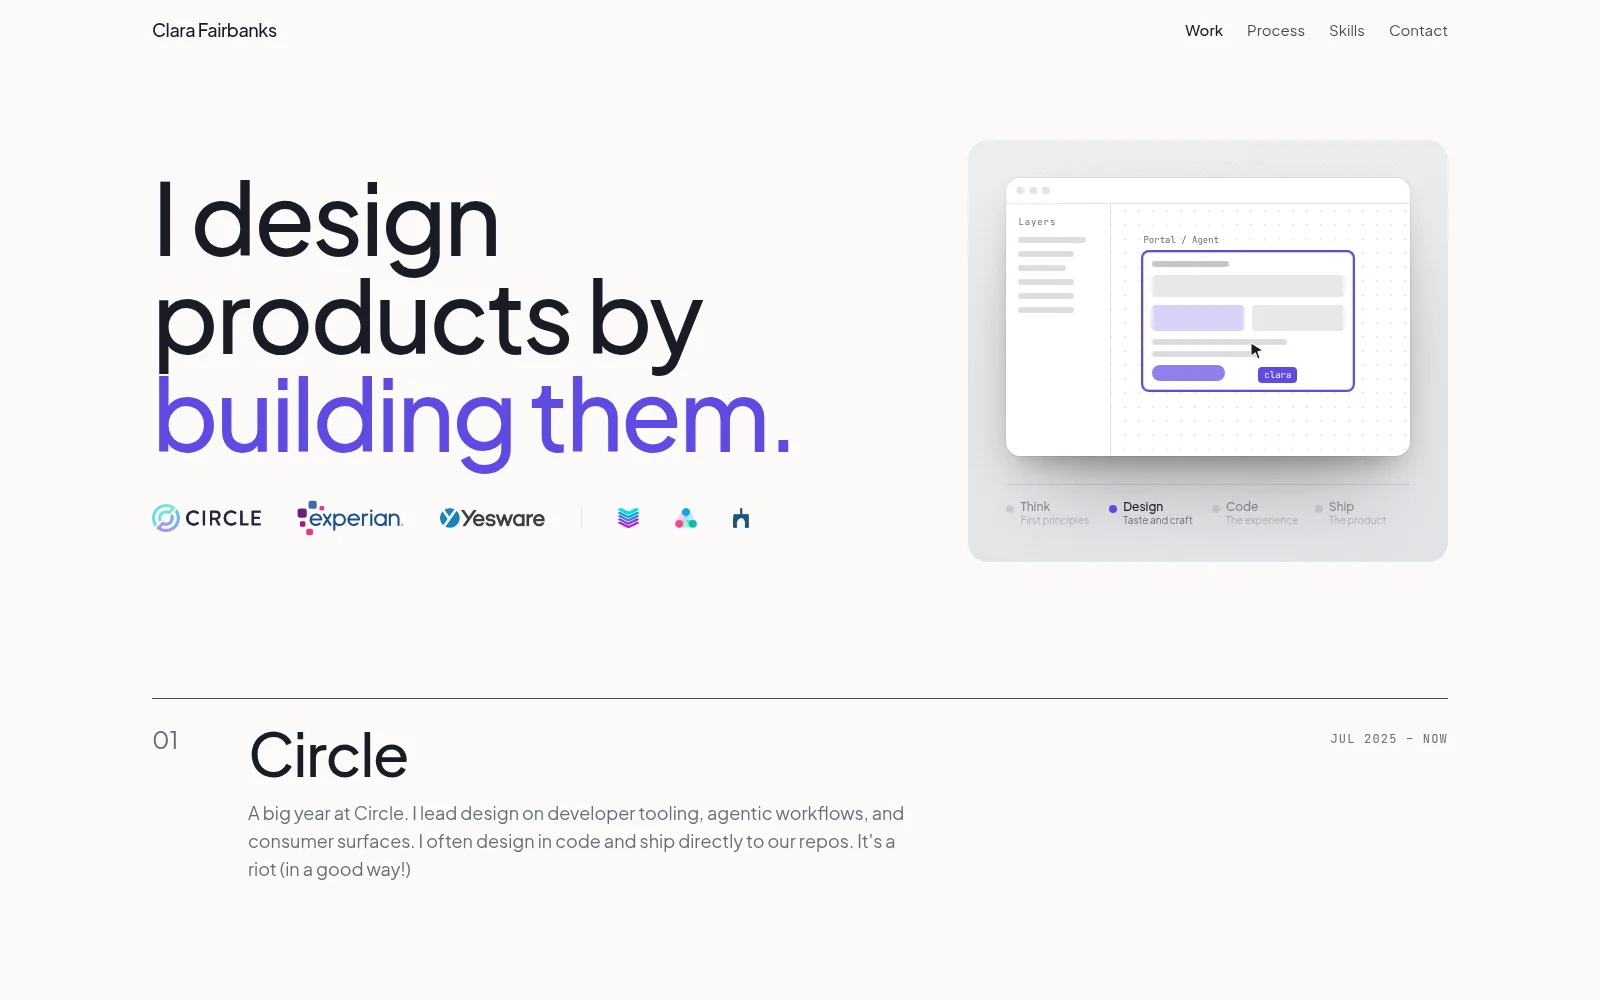 Clara Fairbanks
Work Process Skills Contact
I design
products by
building them.
CIRCLE
experian.
Yesware
Layers
Portal / Agent
clara
Think
First principles
Design
Taste and craft
Code
The experience
Ship
The product
01
Circle
JUL 2025 – NOW
A big year at Circle. I lead design on developer tooling, agentic workflows, and
consumer surfaces. I often design in code and ship directly to our repos. It's a
riot (in a good way!)